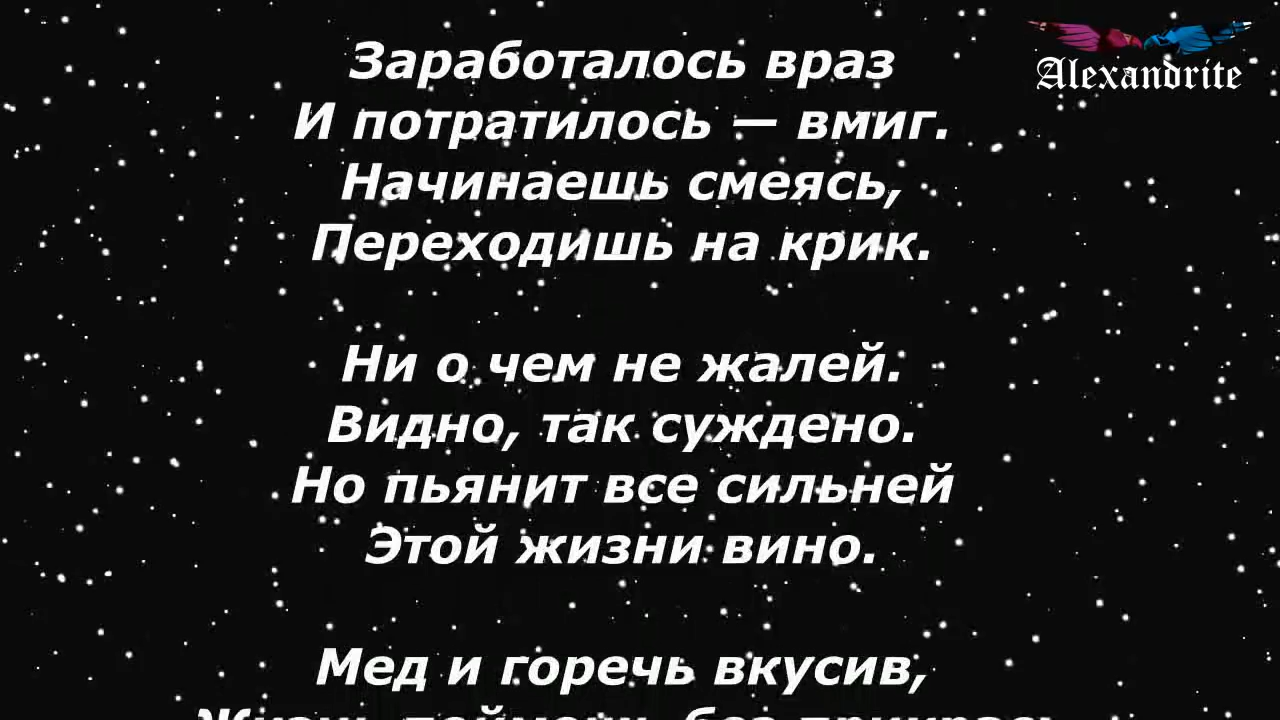 Alexandrite
Заработалось враз
И потратилось — вмиг.
Начинаешь смеясь,
Переходишь на крик.
Ни о чем не жалей.
Видно, так суждено.
Но пьянит все сильней
Этой жизни вино.
Мед и горечь вкусив,